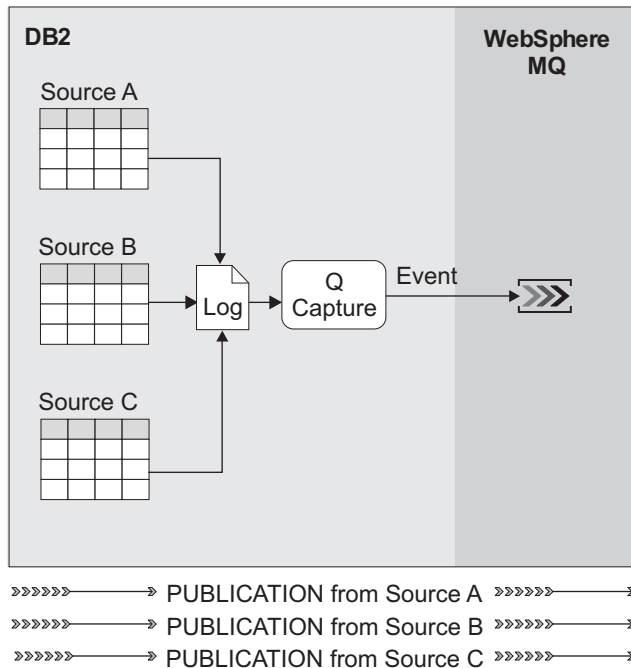 DB2
WebSphere
MQ
Source A
Source B
Log
Q
Capture
Event
Source C
PUBLICATION from Source A
PUBLICATION from Source B
PUBLICATION from Source C